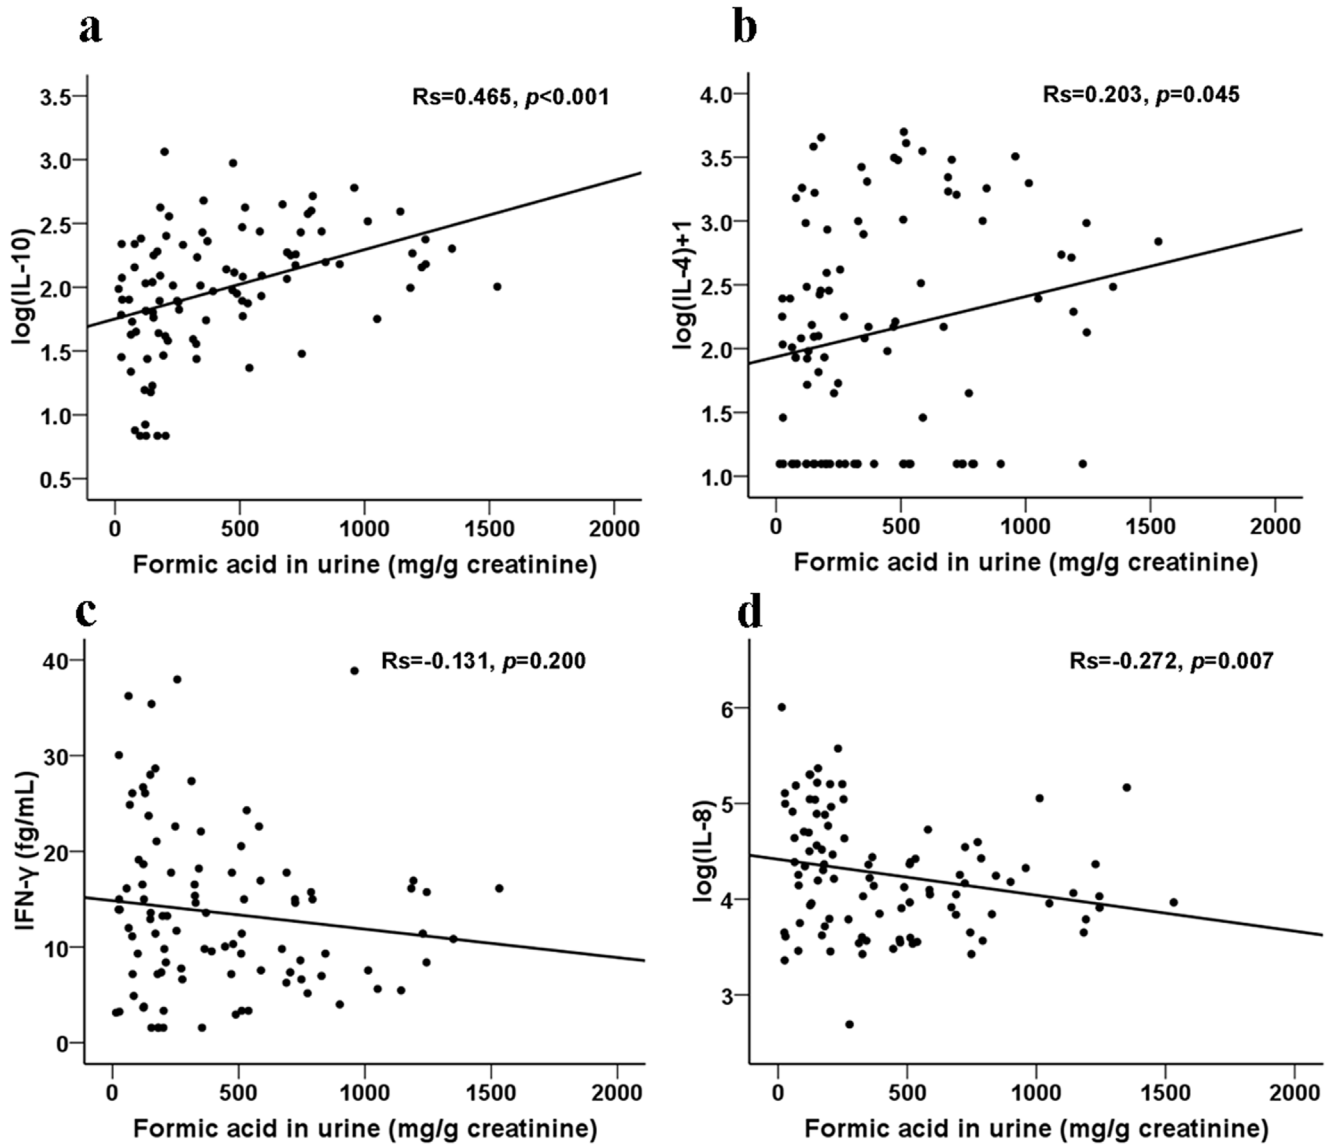 a
Rs=0.465, p<0.001
log(IL-10)
3.5
3.0
2.5
2.0
1.5
1.0
0.5
0 500 1000 1500 2000
Formic acid in urine (mg/g creatinine)
b
Rs=0.203, p=0.045
log(IL-4)+1
4.0
3.5
3.0
2.5
2.0
1.5
1.0
0 500 1000 1500 2000
Formic acid in urine (mg/g creatinine)
c
Rs=-0.131, p=0.200
IFN-γ (fg/mL)
40
30
20
10
0
0 500 1000 1500 2000
Formic acid in urine (mg/g creatinine)
d
Rs=-0.272, p=0.007
log(IL-8)
6
5
4
3
0 500 1000 1500 2000
Formic acid in urine (mg/g creatinine)